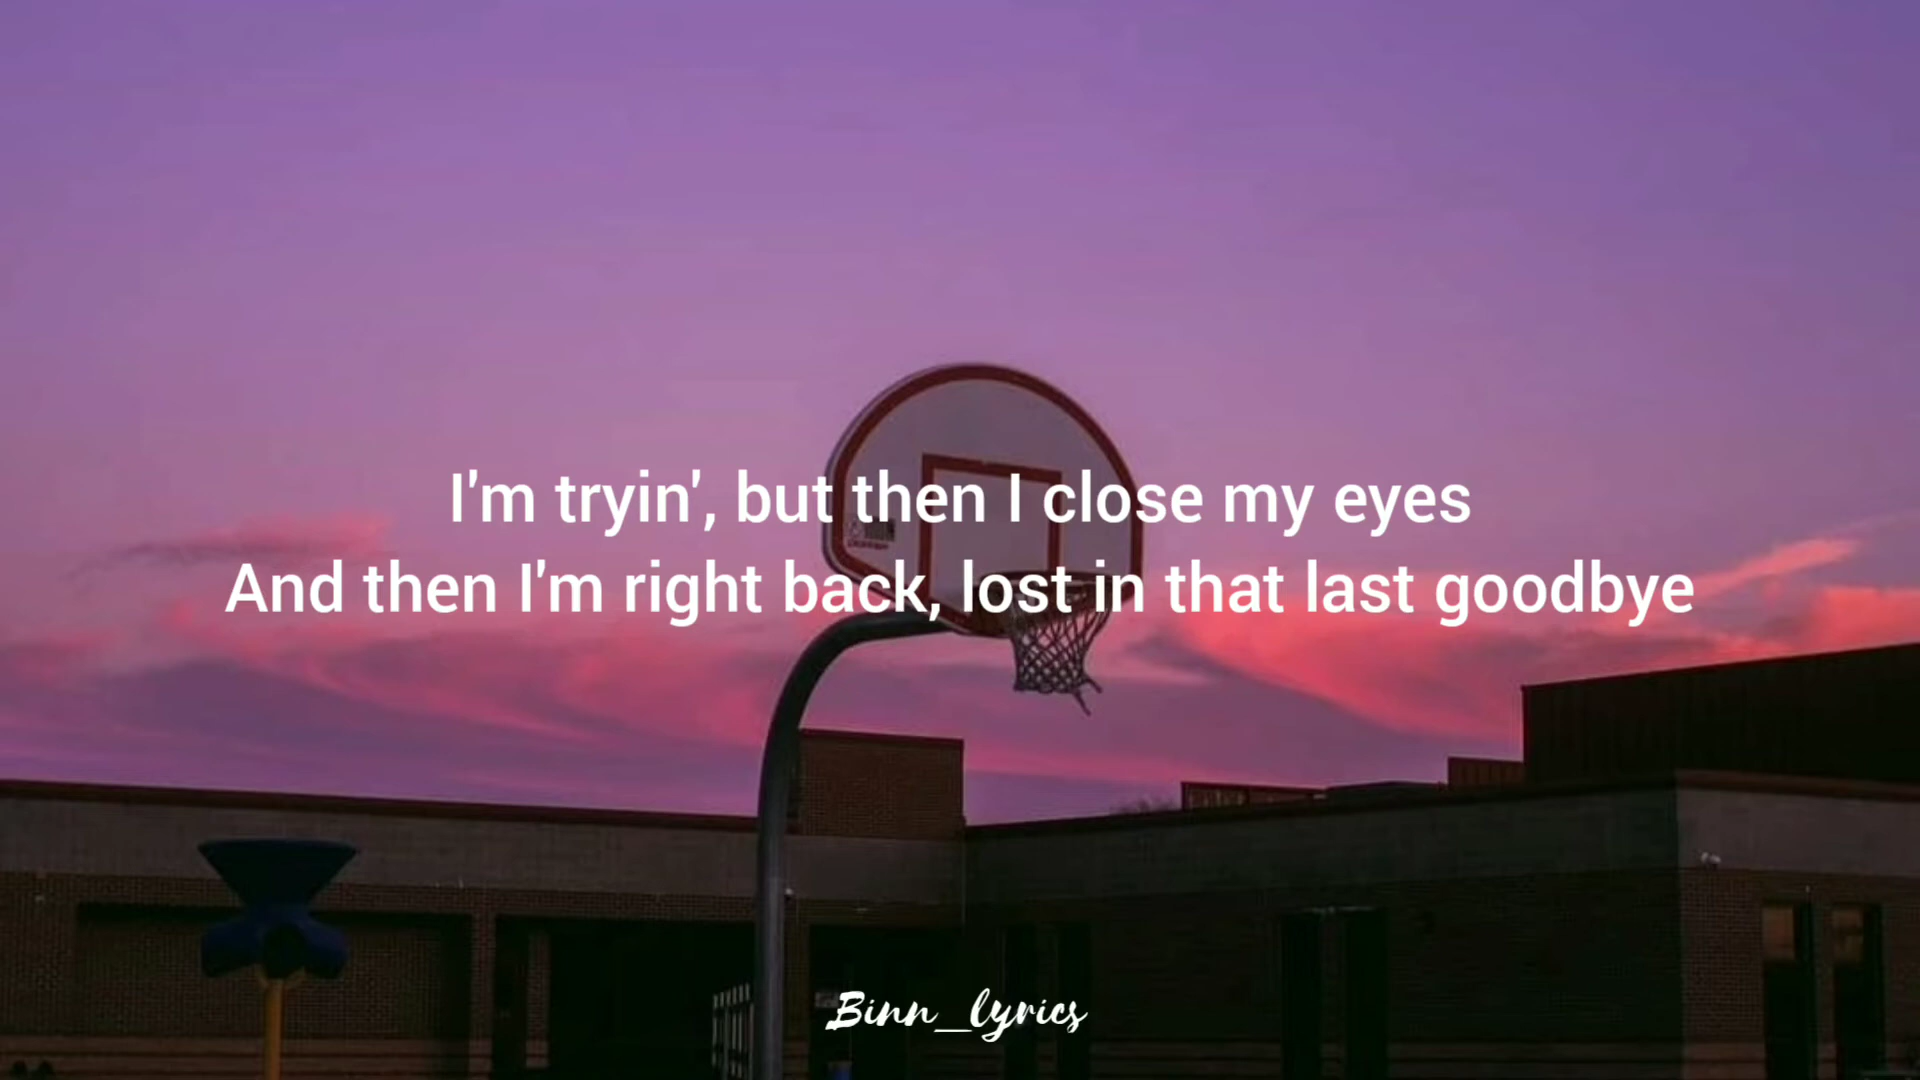 I'm tryin', but then I close my eyes
And then I'm right back, lost in that last goodbye
Binn_lyrics